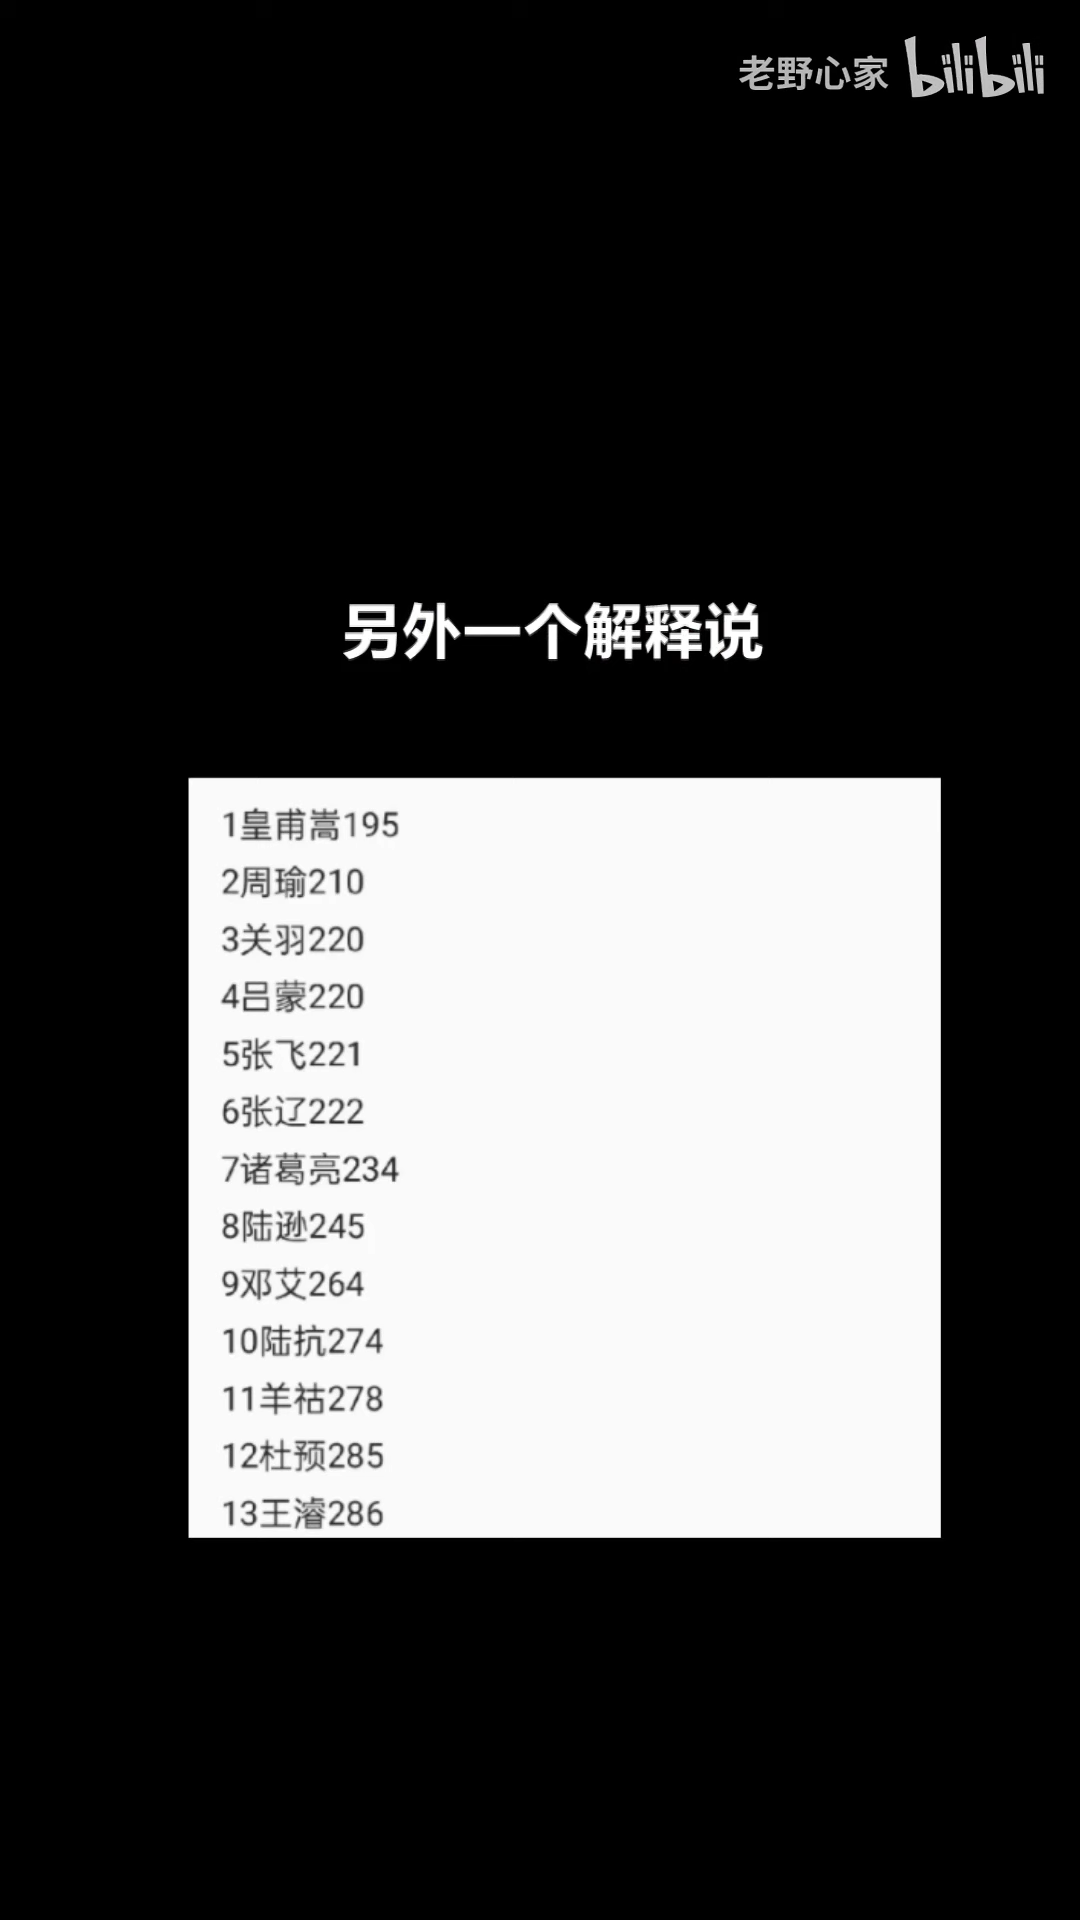 老野心家 bilibili
另外一个解释说
1皇甫嵩195
2周瑜210
3关羽220
4吕蒙220
5张飞221
6张辽222
7诸葛亮234
8陆逊245
9邓艾264
10陆抗274
11羊祜278
12杜预285
13王濬286